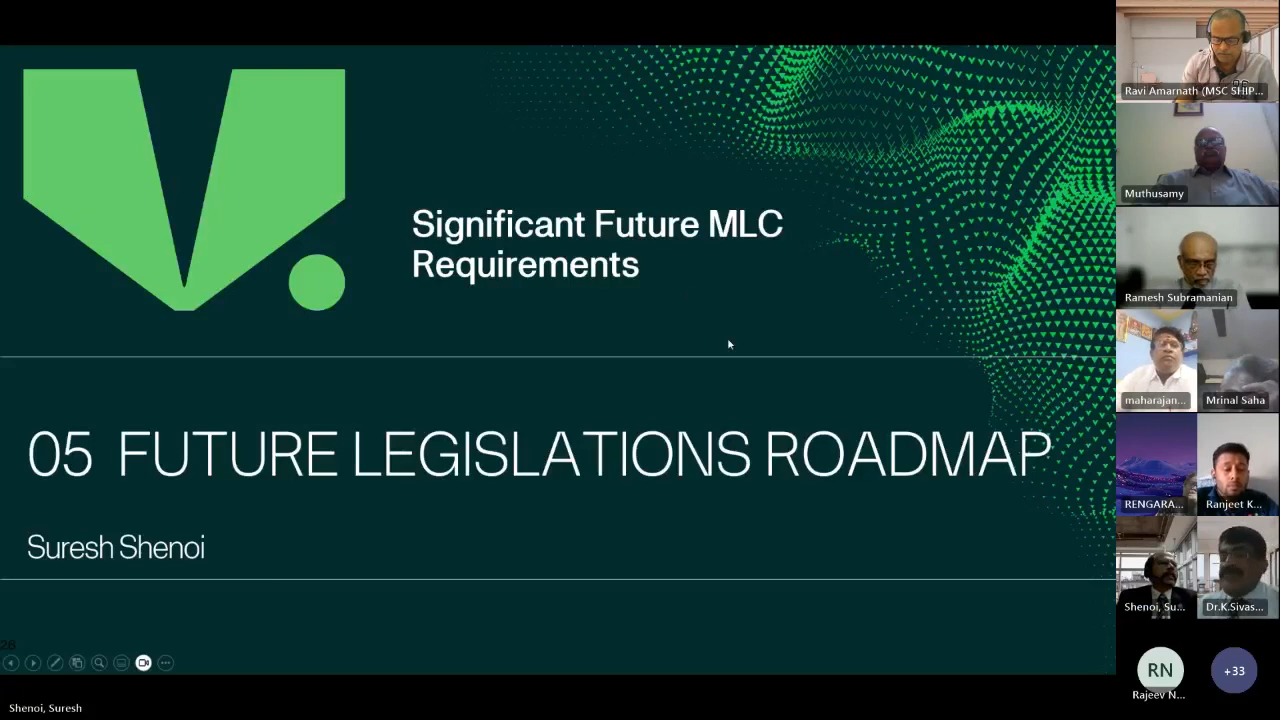 Significant Future MLC
Requirements
05 FUTURE LEGISLATIONS ROADMAP
Suresh Shenoi
26
Shenoi, Suresh
Ravi Amarnath (MSC SHIP...
Muthusamy
Ramesh Subramanian
maharajan...
Mrinal Saha
RENGARA...
Ranjeet K...
Shenoi, Su...
Dr.K.Sivas...
RN
Rajeev N...
+33